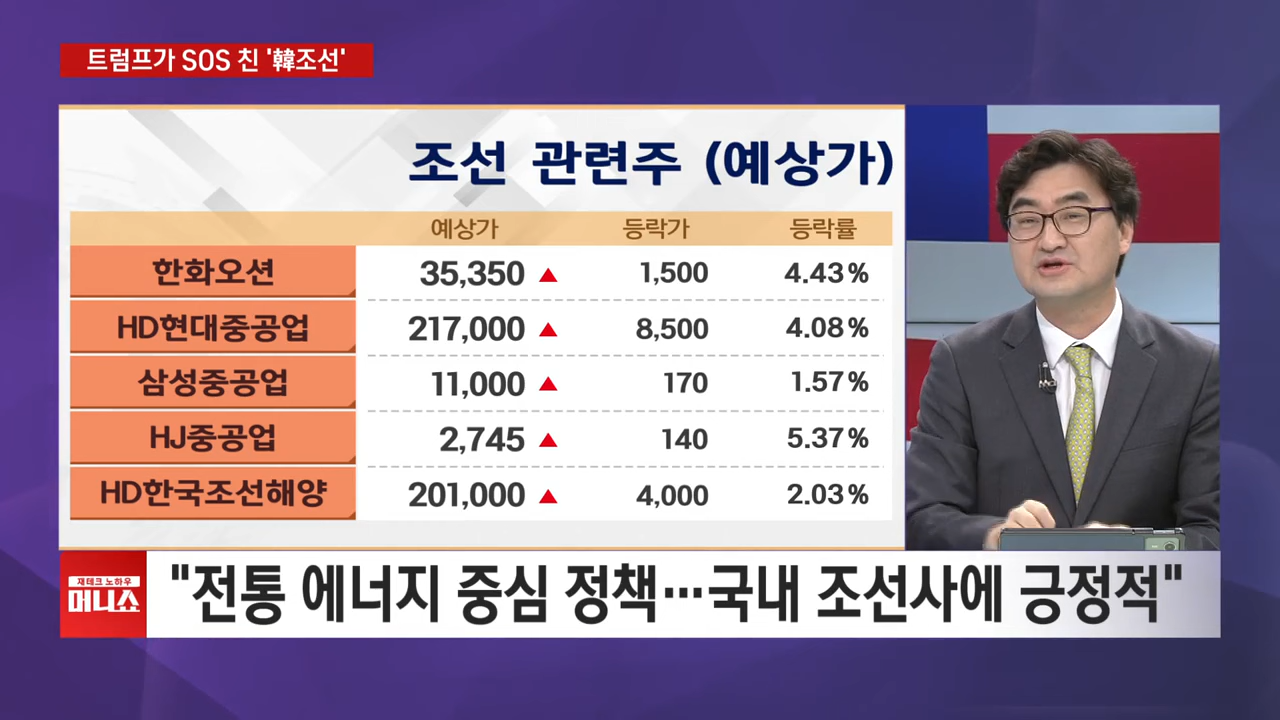 트럼프가 SOS 친 '韓조선'
조선 관련주 (예상가)
예상가 등락가 등락률
한화오션 35,350 ▲ 1,500 4.43%
HD현대중공업 217,000 ▲ 8,500 4.08%
삼성중공업 11,000 ▲ 170 1.57%
HJ중공업 2,745 ▲ 140 5.37%
HD한국조선해양 201,000 ▲ 4,000 2.03%
재테크 노하우
머니쇼
"전통 에너지 중심 정책…국내 조선사에 긍정적"